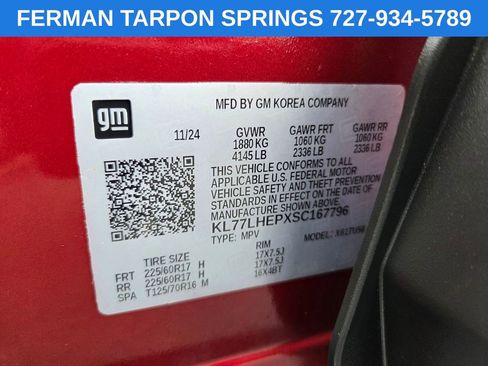 FERMAN TARPON SPRINGS 727-934-5789
gm
MFD BY GM KOREA COMPANY
11/24 GVWR GAWR FRT GAWR RR
1880 KG 1060 KG 1060 KG
4145 LB 2336 LB 2336 LB
THIS VEHICLE CONFORMS TO ALL
APPLICABLE U.S. FEDERAL MOTOR
VEHICLE SAFETY AND THEFT PREVENTION
STANDARDS IN EFFECT ON THE DATE OF
MANUFACTURE SHOWN ABOVE.
KL77LHEPXSC167796
TYPE: MPV MODEL:
TIRE SIZE RIM
FRT 225/60R17 H 17X7.5J
RR 225/60R17 H 17X7.5J
SPA T125/70R16 M 16X4BT